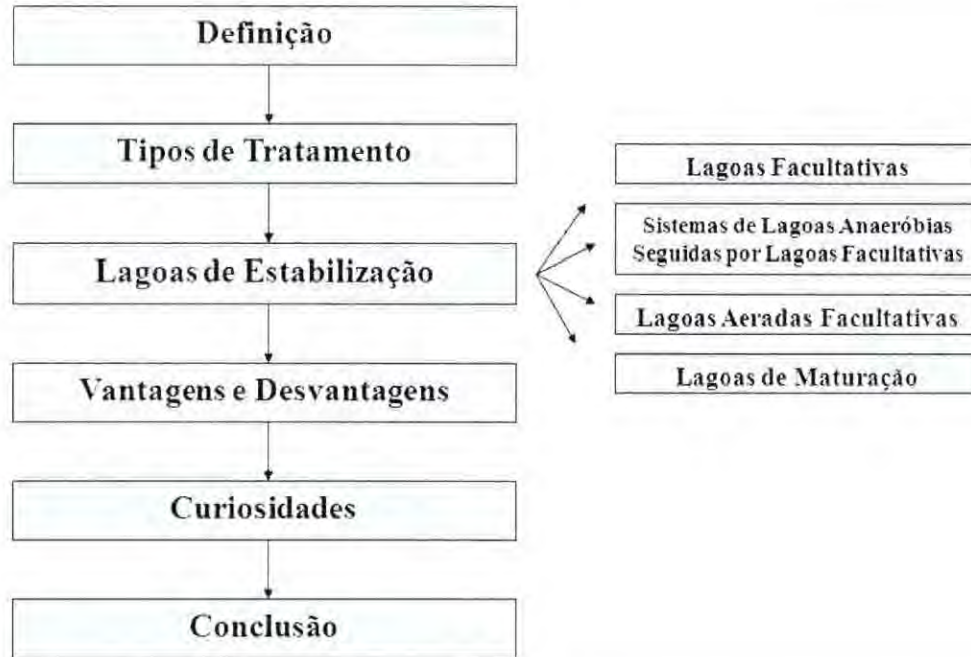 Definição
Tipos de Tratamento
Lagoas de Estabilização
Vantagens e Desvantagens
Curiosidades
Conclusão
Lagoas Facultativas
Sistemas de Lagoas Anaeróbias
Seguidas por Lagoas Facultativas
Lagoas Aeradas Facultativas
Lagoas de Maturação